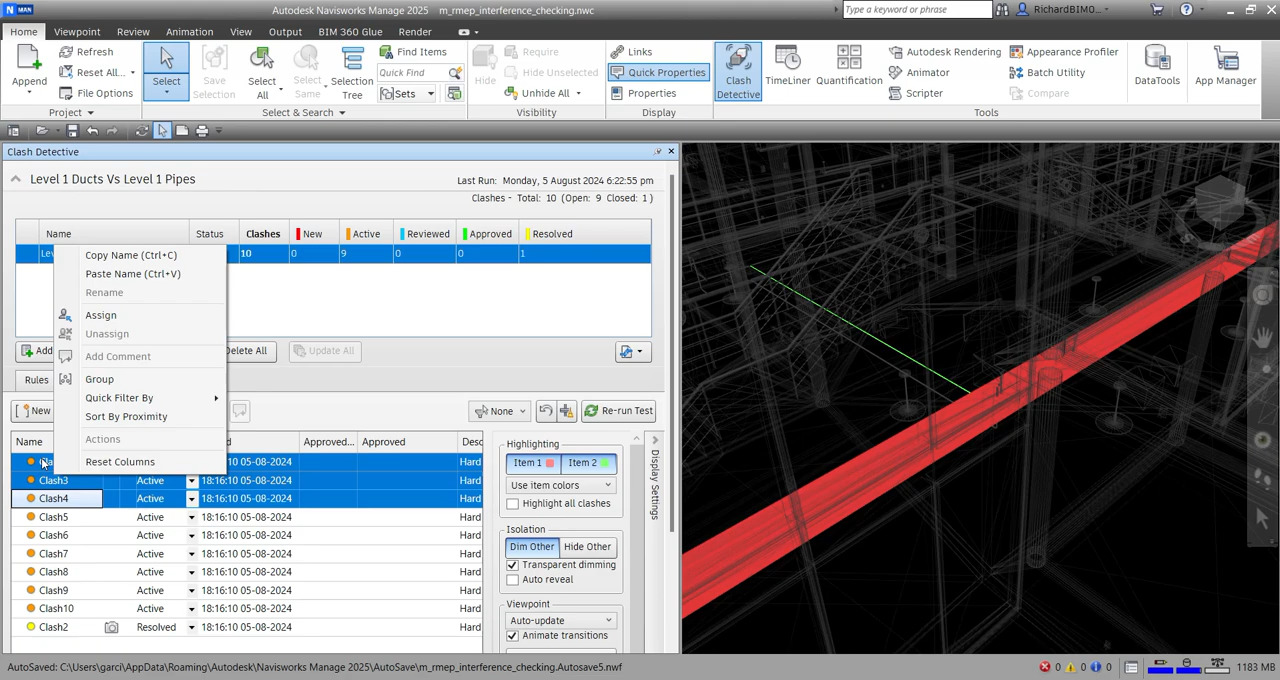 N MAN
Autodesk Navisworks Manage 2025 m_rmep_interference_checking.nwc
Type a keyword or phrase
RichardBIMO...
Home Viewpoint Review Animation View Output BIM 360 Glue Render
Append
Refresh
Reset All...
File Options
Project
Select
Save Selection
Select All
Select Same
Selection Tree
Find Items
Quick Find
Sets
Select & Search
Hide
Require
Hide Unselected
Unhide All
Visibility
Links
Quick Properties
Properties
Display
Clash Detective
TimeLiner
Quantification
Autodesk Rendering
Animator
Scripter
Appearance Profiler
Batch Utility
Compare
Tools
DataTools
App Manager
Clash Detective
Level 1 Ducts Vs Level 1 Pipes
Last Run: Monday, 5 August 2024 6:22:55 pm
Clashes - Total: 10 (Open: 9 Closed: 1 )
Name Status Clashes New Active Reviewed Approved Resolved
Lev 10 0 9 0 0 1
Copy Name (Ctrl+C)
Paste Name (Ctrl+V)
Rename
Assign
Unassign
Add Comment
Group
Quick Filter By
Sort By Proximity
Actions
Reset Columns
Add
Delete All
Update All
Rules
New
None
Re-run Test
Name d Approved... Approved Desc
18:16:10 05-08-2024 Hard
Clash3 Active 18:16:10 05-08-2024 Hard
Clash4 Active 18:16:10 05-08-2024 Hard
Clash5 Active 18:16:10 05-08-2024 Hard
Clash6 Active 18:16:10 05-08-2024 Hard
Clash7 Active 18:16:10 05-08-2024 Hard
Clash8 Active 18:16:10 05-08-2024 Hard
Clash9 Active 18:16:10 05-08-2024 Hard
Clash10 Active 18:16:10 05-08-2024 Hard
Clash2 Resolved 18:16:10 05-08-2024 Hard
Highlighting
Item 1 Item 2
Use item colors
Highlight all clashes
Isolation
Dim Other Hide Other
Transparent dimming
Auto reveal
Viewpoint
Auto-update
Animate transitions
Display Settings
AutoSaved: C:\Users\garci\AppData\Roaming\Autodesk\Navisworks Manage 2025\AutoSave\m_rmep_interference_checking.Autosave5.nwf
0 0 0
1183 MB